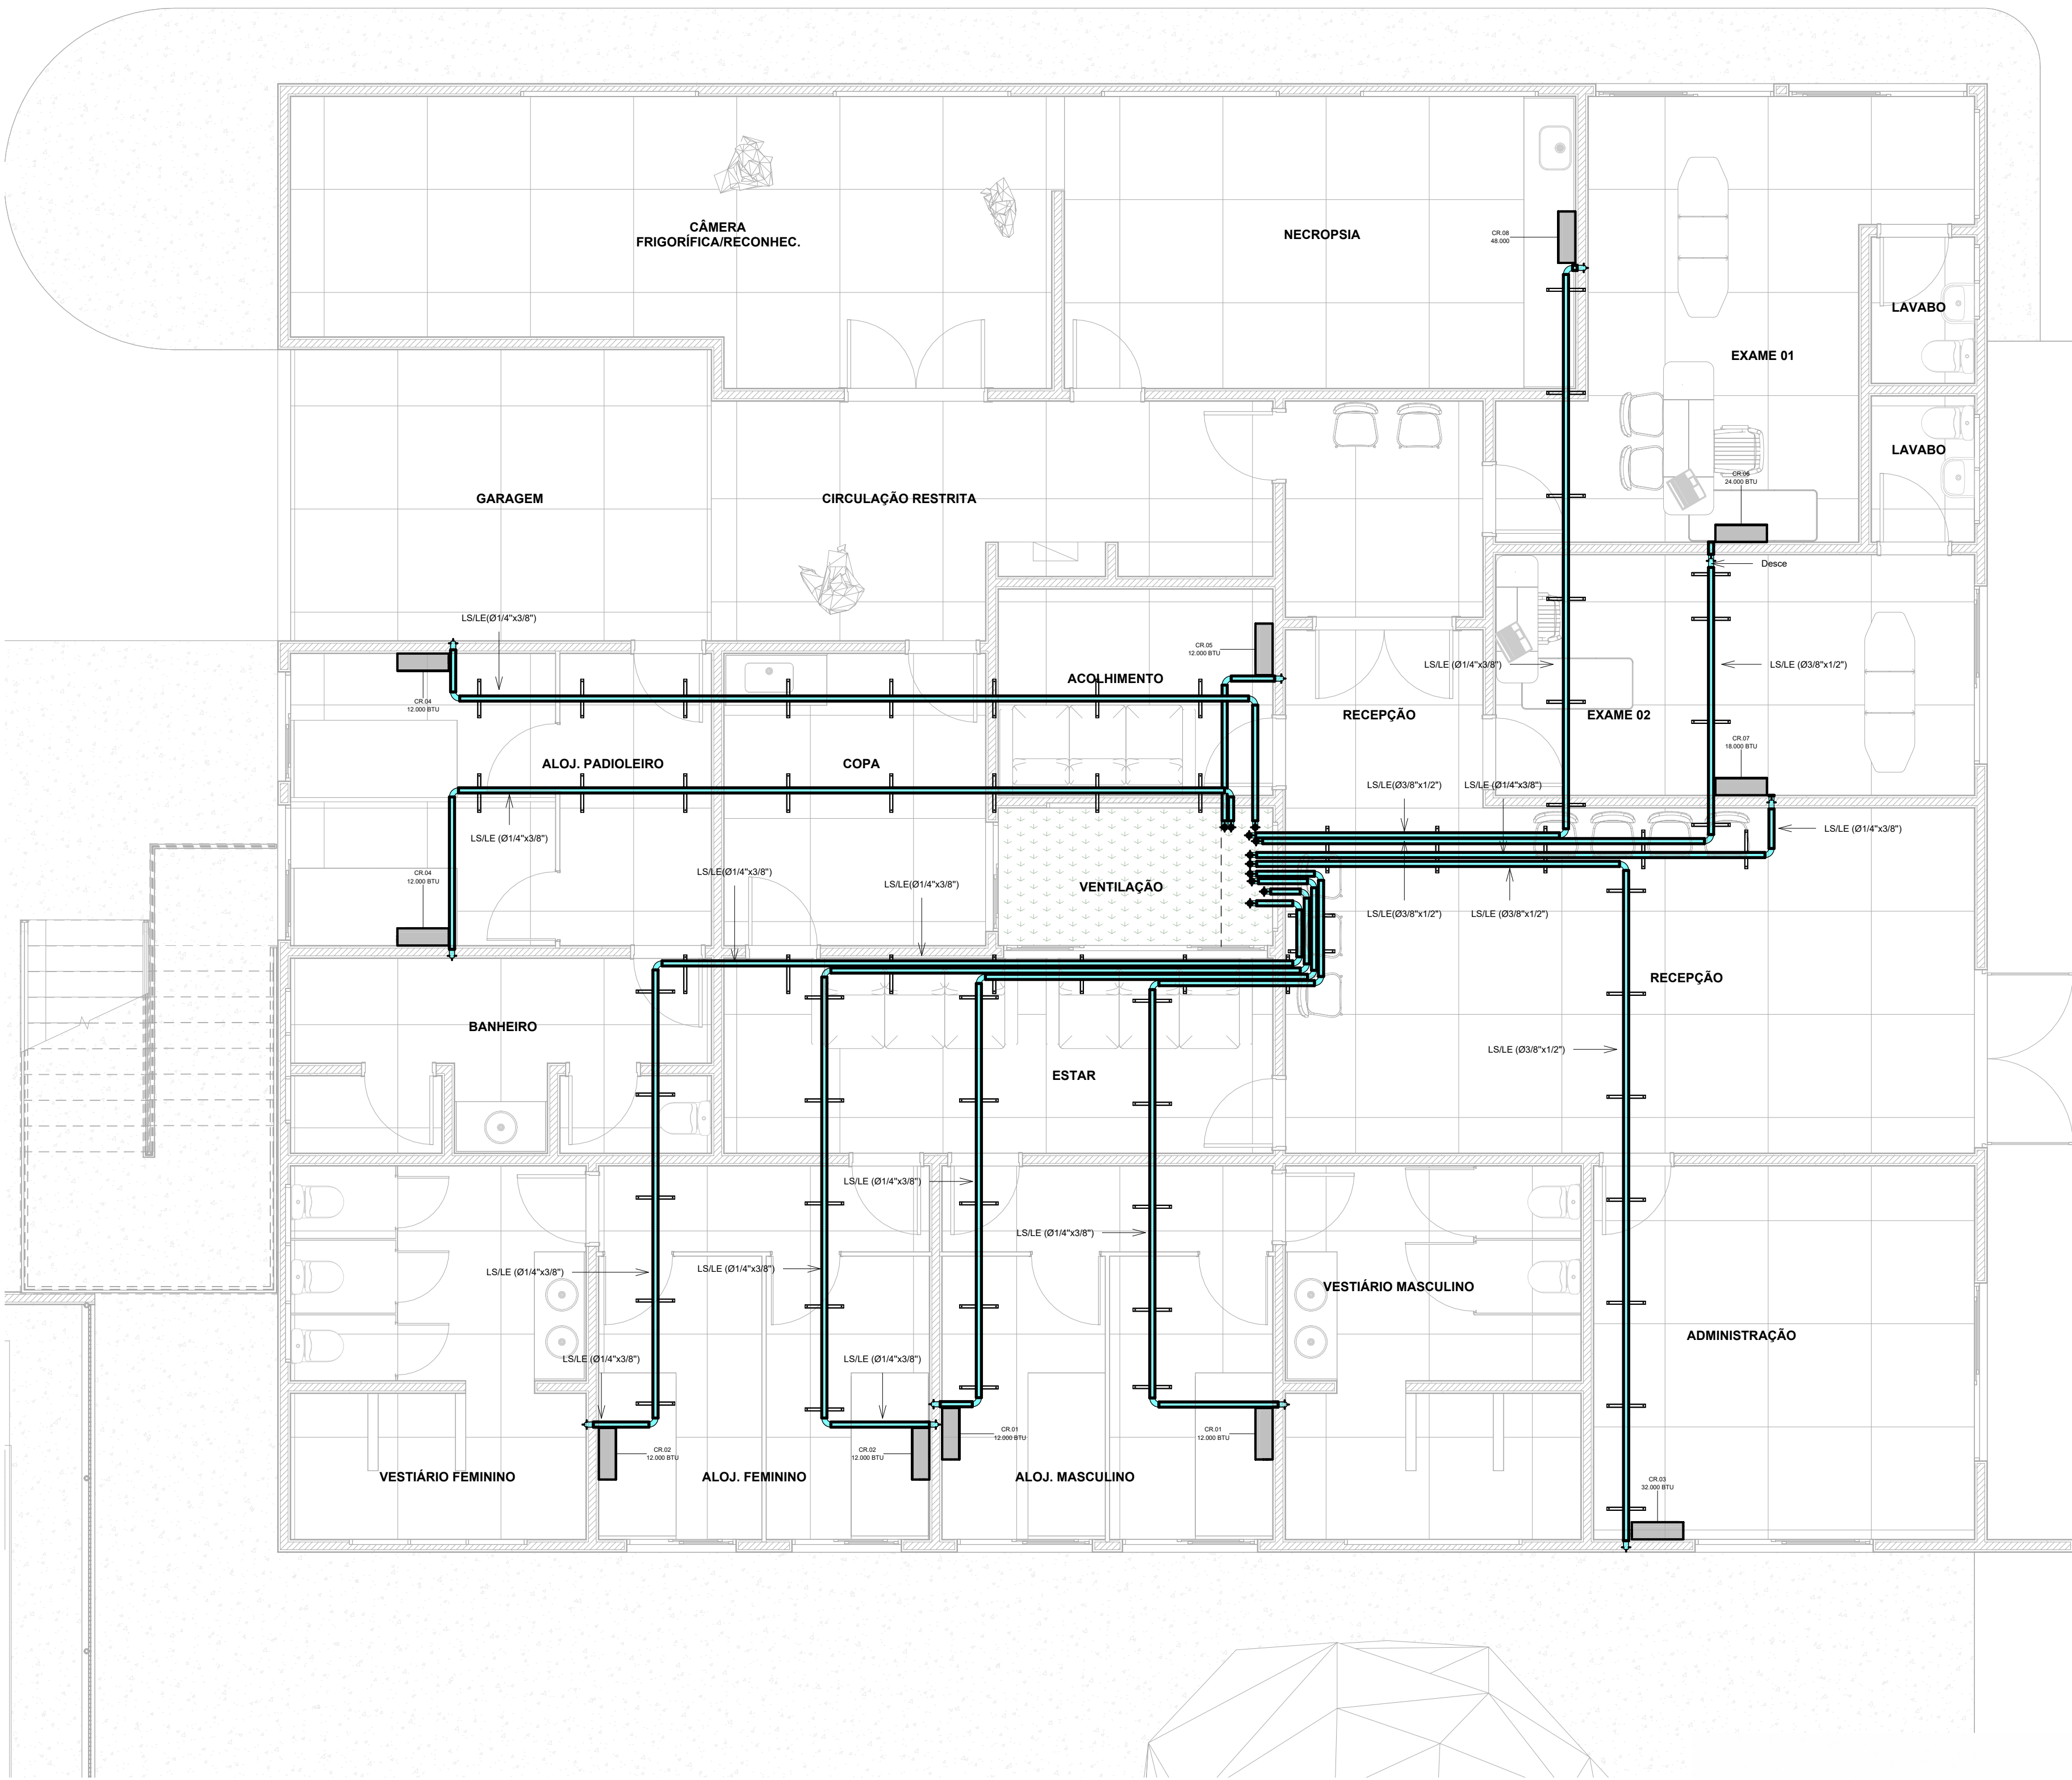 CÂMERA
FRIGORÍFICA/RECONHEC.
NECROPSIA
CR.08
48.000
LAVABO
EXAME 01
LAVABO
CR.06
24.000 BTU
GARAGEM
CIRCULAÇÃO RESTRITA
Desce
LS/LE(Ø1/4"x3/8")
CR.05
12.000 BTU
LS/LE(Ø1/4"x3/8")
LS/LE (Ø3/8"x1/2")
ACOLHIMENTO
CR.04
12.000 BTU
RECEPÇÃO
EXAME 02
CR.07
18.000 BTU
ALOJ. PADIOLEIRO
COPA
LS/LE(Ø3/8"x1/2")
LS/LE (Ø1/4"x3/8")
LS/LE (Ø1/4"x3/8")
LS/LE (Ø1/4"x3/8")
CR.04
12.000 BTU
LS/LE(Ø1/4"x3/8")
LS/LE(Ø1/4"x3/8")
VENTILAÇÃO
LS/LE(Ø3/8"x1/2")
LS/LE (Ø3/8"x1/2")
RECEPÇÃO
BANHEIRO
LS/LE (Ø3/8"x1/2")
ESTAR
LS/LE (Ø1/4"x3/8")
LS/LE (Ø1/4"x3/8")
LS/LE (Ø1/4"x3/8")
LS/LE (Ø1/4"x3/8")
VESTIÁRIO MASCULINO
ADMINISTRAÇÃO
LS/LE (Ø1/4"x3/8")
LS/LE (Ø1/4"x3/8")
CR.02
12.000 BTU
CR.02
12.000 BTU
CR.01
12.000 BTU
CR.01
12.000 BTU
VESTIÁRIO FEMININO
ALOJ. FEMININO
ALOJ. MASCULINO
CR.03
32.000 BTU